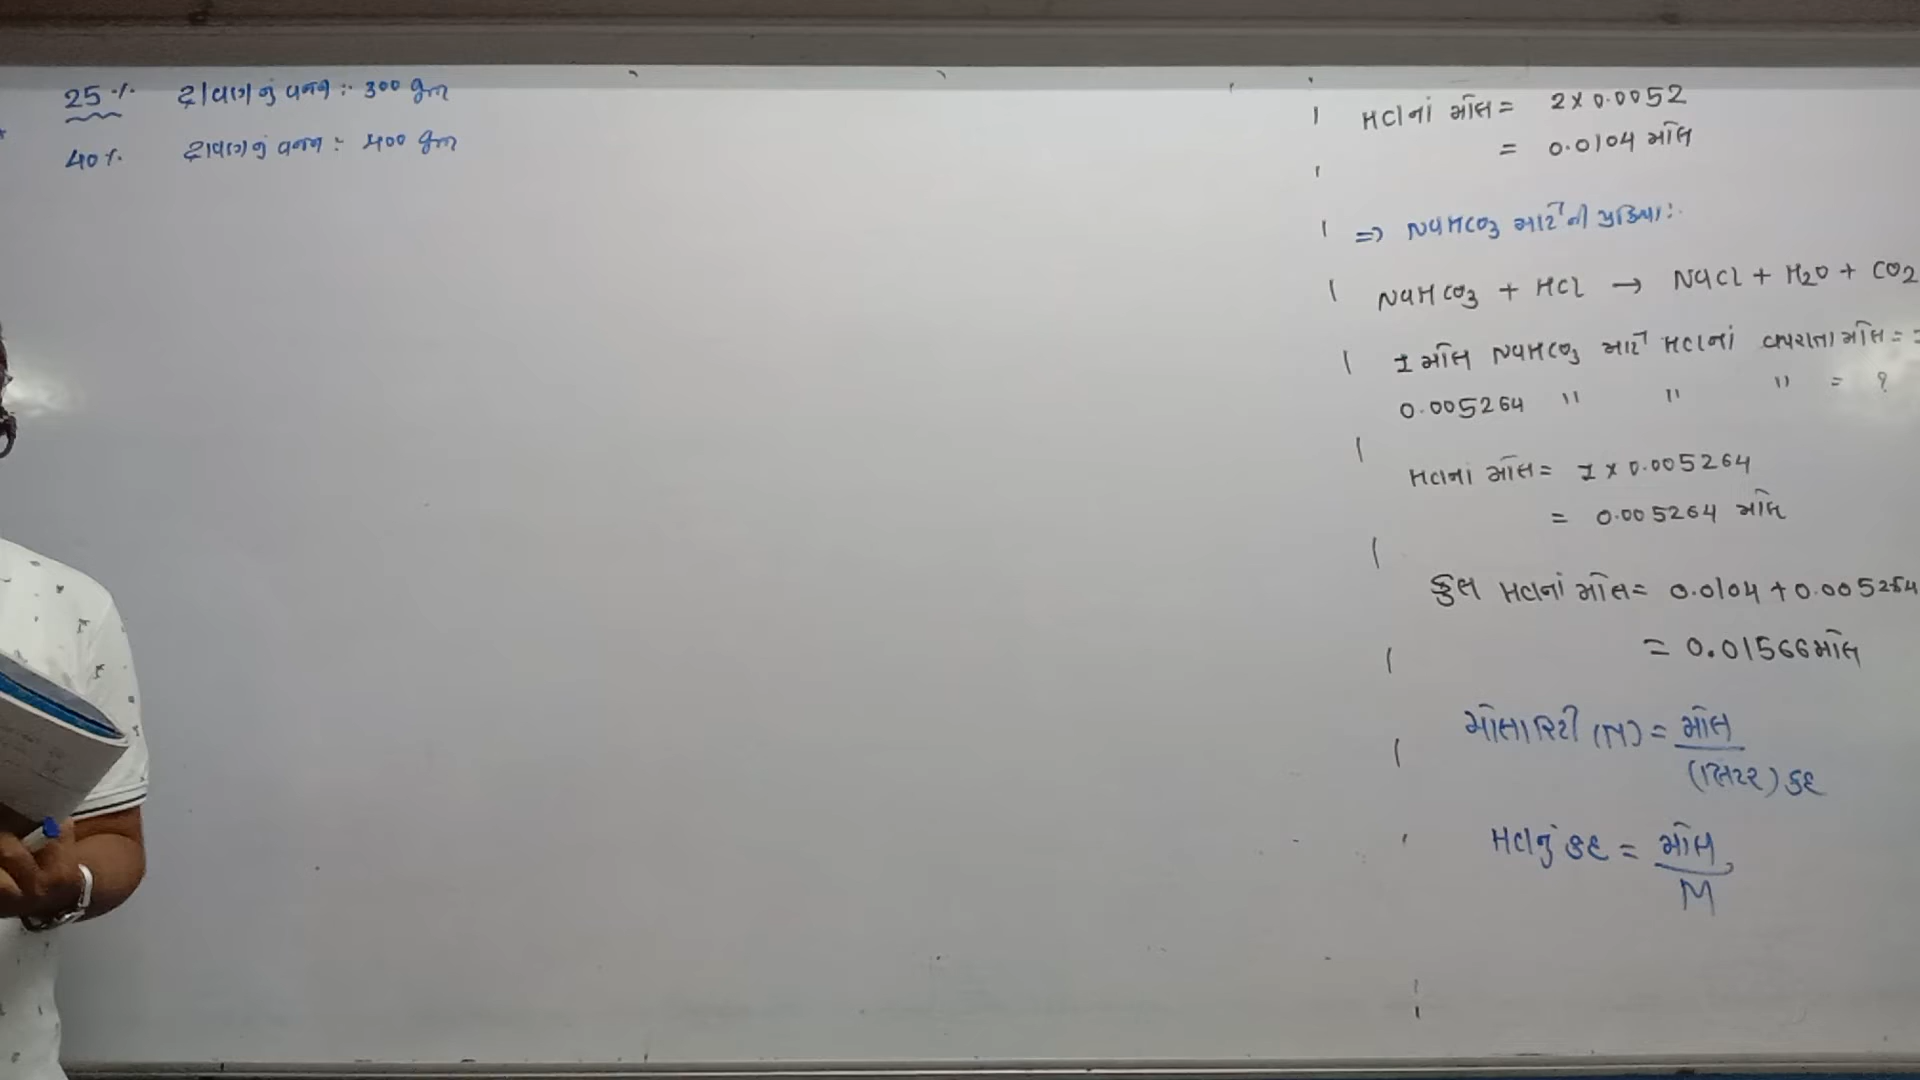 25 % દ્રાવણનું વજન :- 300 gm
40 % દ્રાવણનું વજન :- 400 gm
HClનાં મોલ = 2 x 0.0052
= 0.0104 મોલ
=> NaHCO3 માટેની પ્રક્રિયા:-
NaHCO3 + HCl → NaCl + H2O + CO2
1 મોલ NaHCO3 માટે HClનાં વપરાતા મોલ =
0.005264 " " " = ?
HClનાં મોલ = 1 x 0.005264
= 0.005264 મોલ
કુલ HClનાં મોલ = 0.0104 + 0.005264
= 0.01566 મોલ
મોલારિટી (M) = મોલ
(લિટર) કદ
HClનું કદ = મોલ
M